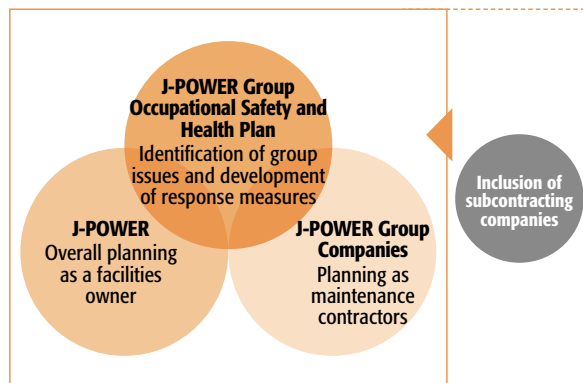 J-POWER Group
Occupational Safety and
Health Plan
Identification of group
issues and development
of response measures
J-POWER
Overall planning
as a facilities
owner
J-POWER Group
Companies
Planning as
maintenance
contractors
Inclusion of
subcontracting
companies